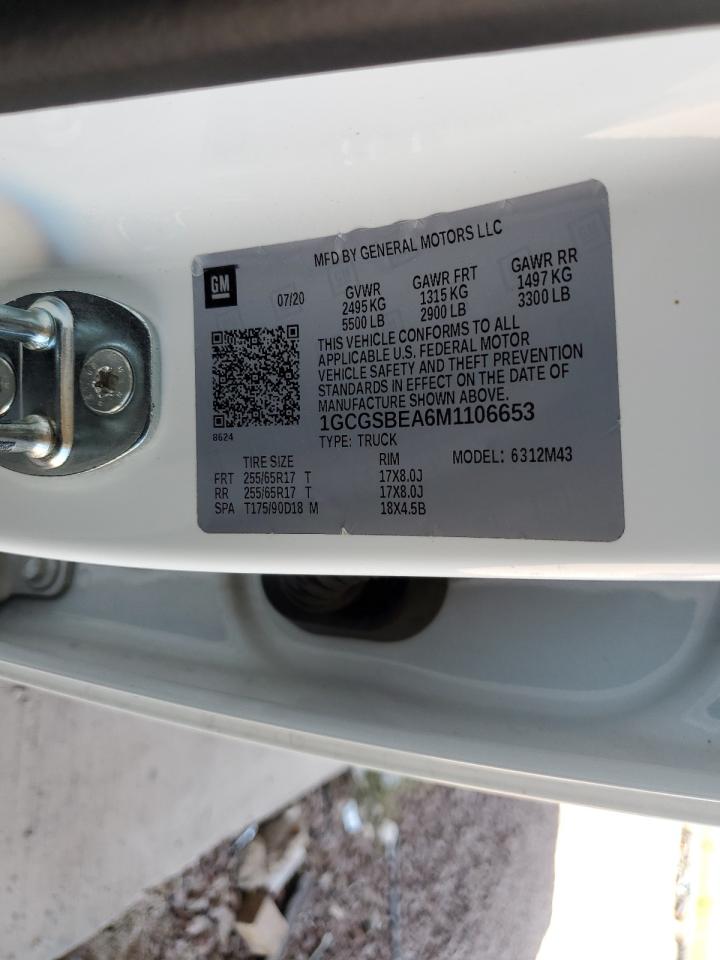 MFD BY GENERAL MOTORS LLC
GM
07/20
GVWR
2495 KG
5500 LB
GAWR FRT
1315 KG
2900 LB
GAWR RR
1497 KG
3300 LB
THIS VEHICLE CONFORMS TO ALL
APPLICABLE U.S. FEDERAL MOTOR
VEHICLE SAFETY AND THEFT PREVENTION
STANDARDS IN EFFECT ON THE DATE OF
MANUFACTURE SHOWN ABOVE.
1GCGSBEA6M1106653
8624
TYPE: TRUCK
TIRE SIZE RIM MODEL: 6312M43
FRT 255/65R17 T 17X8.0J
RR 255/65R17 T 17X8.0J
SPA T175/90D18 M 18X4.5B